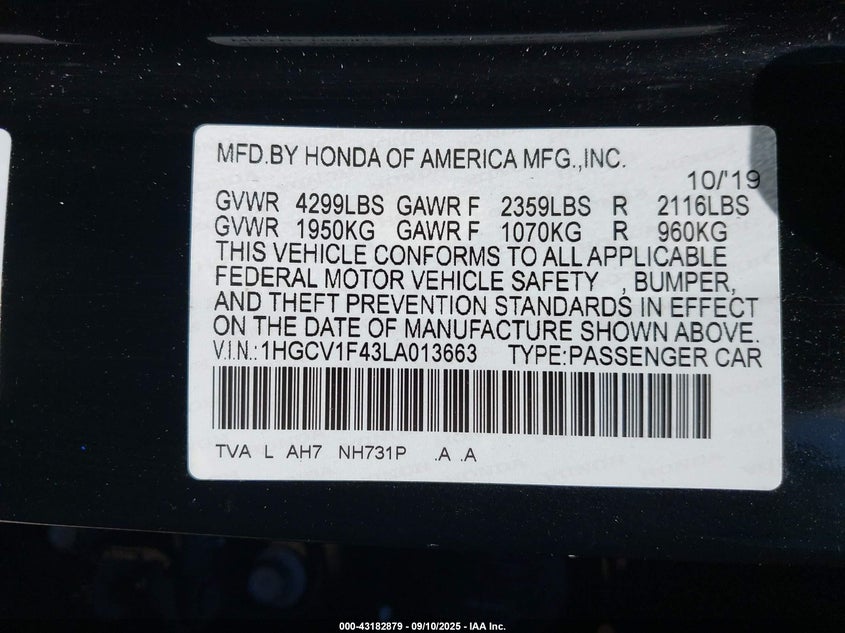 MFD.BY HONDA OF AMERICA MFG.,INC.
10/'19
GVWR 4299LBS GAWR F 2359LBS R 2116LBS
GVWR 1950KG GAWR F 1070KG R 960KG
THIS VEHICLE CONFORMS TO ALL APPLICABLE
FEDERAL MOTOR VEHICLE SAFETY , BUMPER,
AND THEFT PREVENTION STANDARDS IN EFFECT
ON THE DATE OF MANUFACTURE SHOWN ABOVE.
V.I.N.:1HGCV1F43LA013663 TYPE:PASSENGER CAR
TVA L AH7 NH731P .A .A
000-43182879 - 09/10/2025 - IAA Inc.